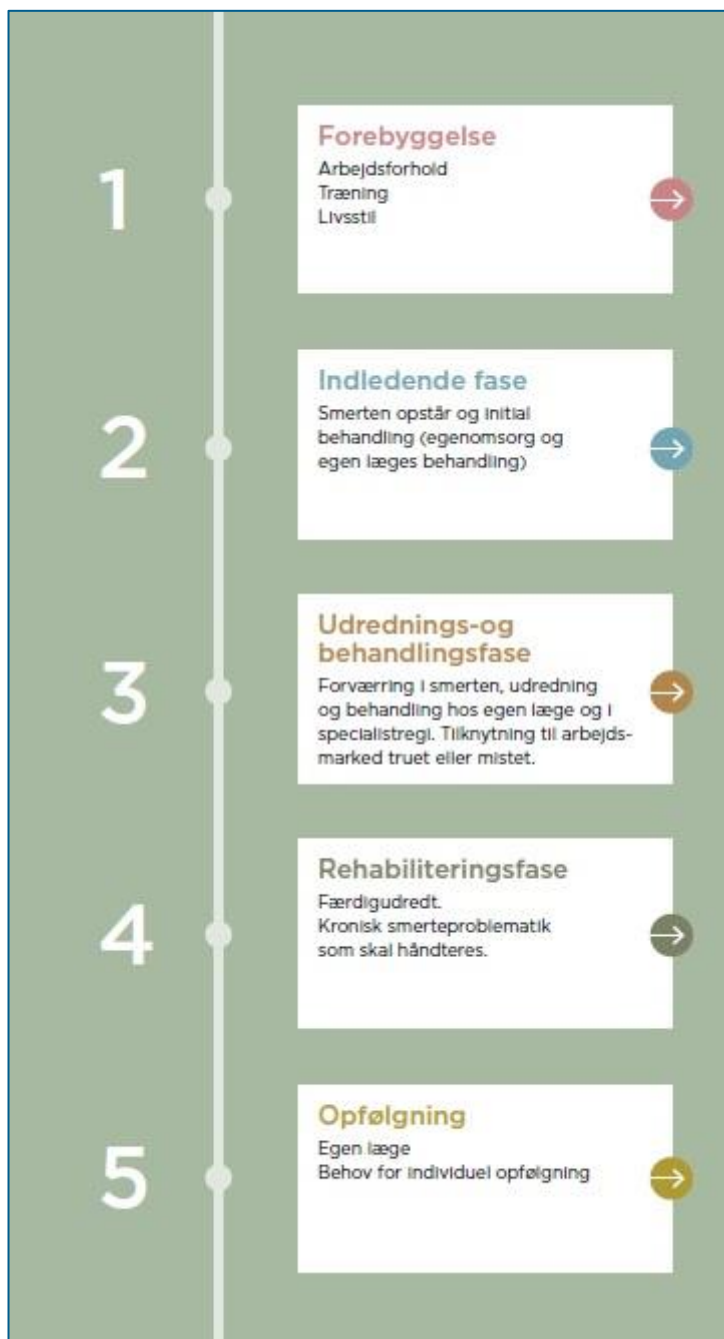 1
Forebyggelse
Arbejdsforhold
Træning
Livsstil
2
Indledende fase
Smerten opstår og initial
behandling (egenomsorg og
egen læges behandling)
3
Udrednings-og
behandlingsfase
Forværring i smerten, udredning
og behandling hos egen læge og i
specialistregi. Tilknytning til arbejds-
marked truet eller mistet.
4
Rehabiliteringsfase
Færdigudredt.
Kronisk smerteproblematik
som skal håndteres.
5
Opfølgning
Egen læge
Behov for individuel opfølgning